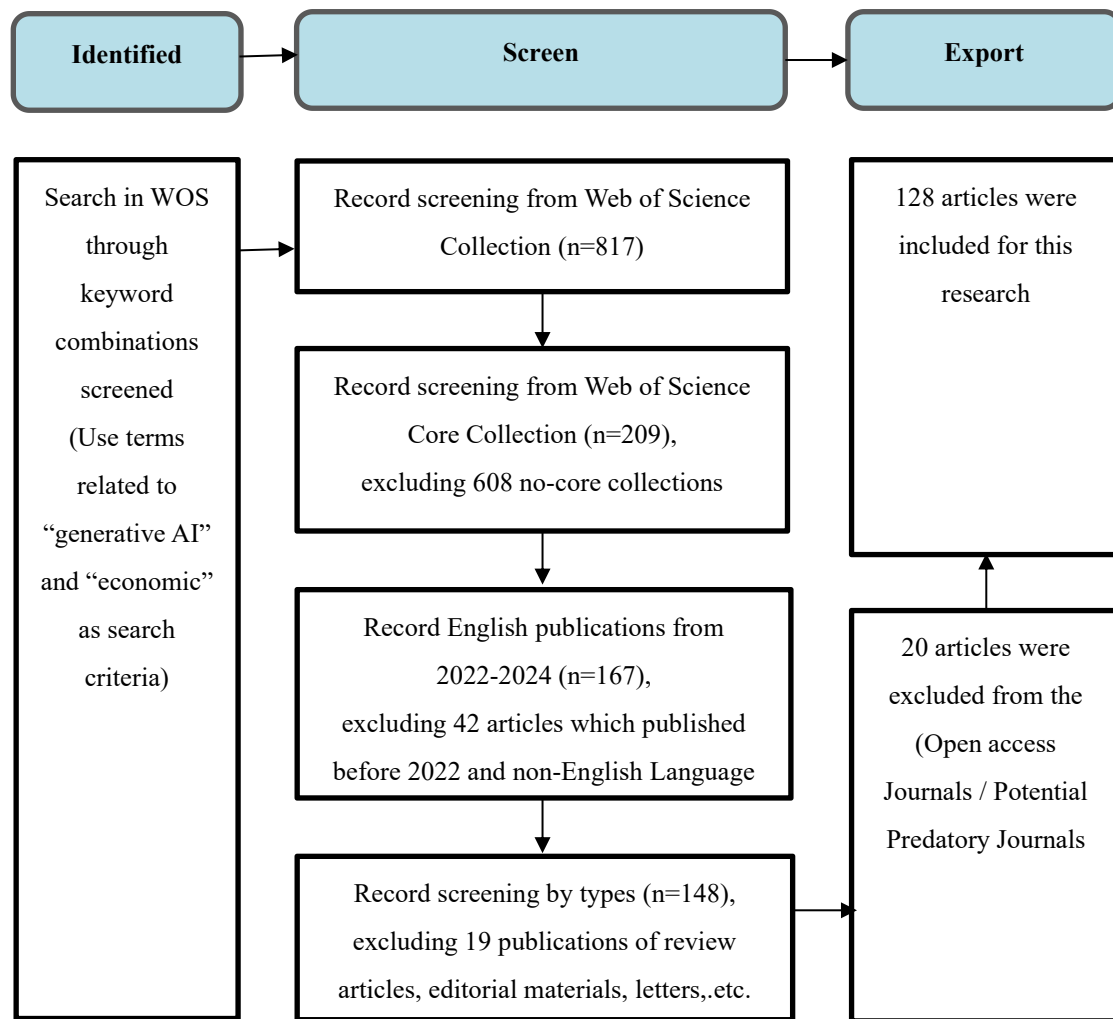 Identified
Screen
Export
Search in WOS
through
keyword
combinations
screened
(Use terms
related to
“generative AI”
and “economic”
as search
criteria)
Record screening from Web of Science
Collection (n=817)
Record screening from Web of Science
Core Collection (n=209),
excluding 608 no-core collections
Record English publications from
2022-2024 (n=167),
excluding 42 articles which published
before 2022 and non-English Language
Record screening by types (n=148),
excluding 19 publications of review
articles, editorial materials, letters,.etc.
128 articles were
included for this
research
20 articles were
excluded from the
(Open access
Journals / Potential
Predatory Journals